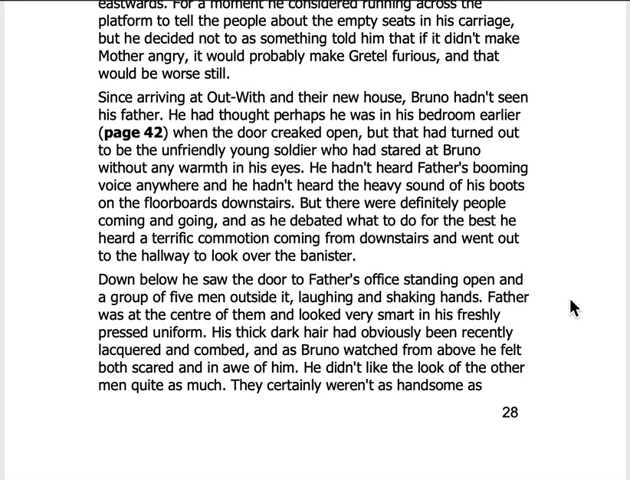 eastwards. For a moment he considered running across the
platform to tell the people about the empty seats in his carriage,
but he decided not to as something told him that if it didn't make
Mother angry, it would probably make Gretel furious, and that
would be worse still.
Since arriving at Out-With and their new house, Bruno hadn't seen
his father. He had thought perhaps he was in his bedroom earlier
(page 42) when the door creaked open, but that had turned out
to be the unfriendly young soldier who had stared at Bruno
without any warmth in his eyes. He hadn't heard Father's booming
voice anywhere and he hadn't heard the heavy sound of his boots
on the floorboards downstairs. But there were definitely people
coming and going, and as he debated what to do for the best he
heard a terrific commotion coming from downstairs and went out
to the hallway to look over the banister.
Down below he saw the door to Father's office standing open and
a group of five men outside it, laughing and shaking hands. Father
was at the centre of them and looked very smart in his freshly
pressed uniform. His thick dark hair had obviously been recently
lacquered and combed, and as Bruno watched from above he felt
both scared and in awe of him. He didn't like the look of the other
men quite as much. They certainly weren't as handsome as
28